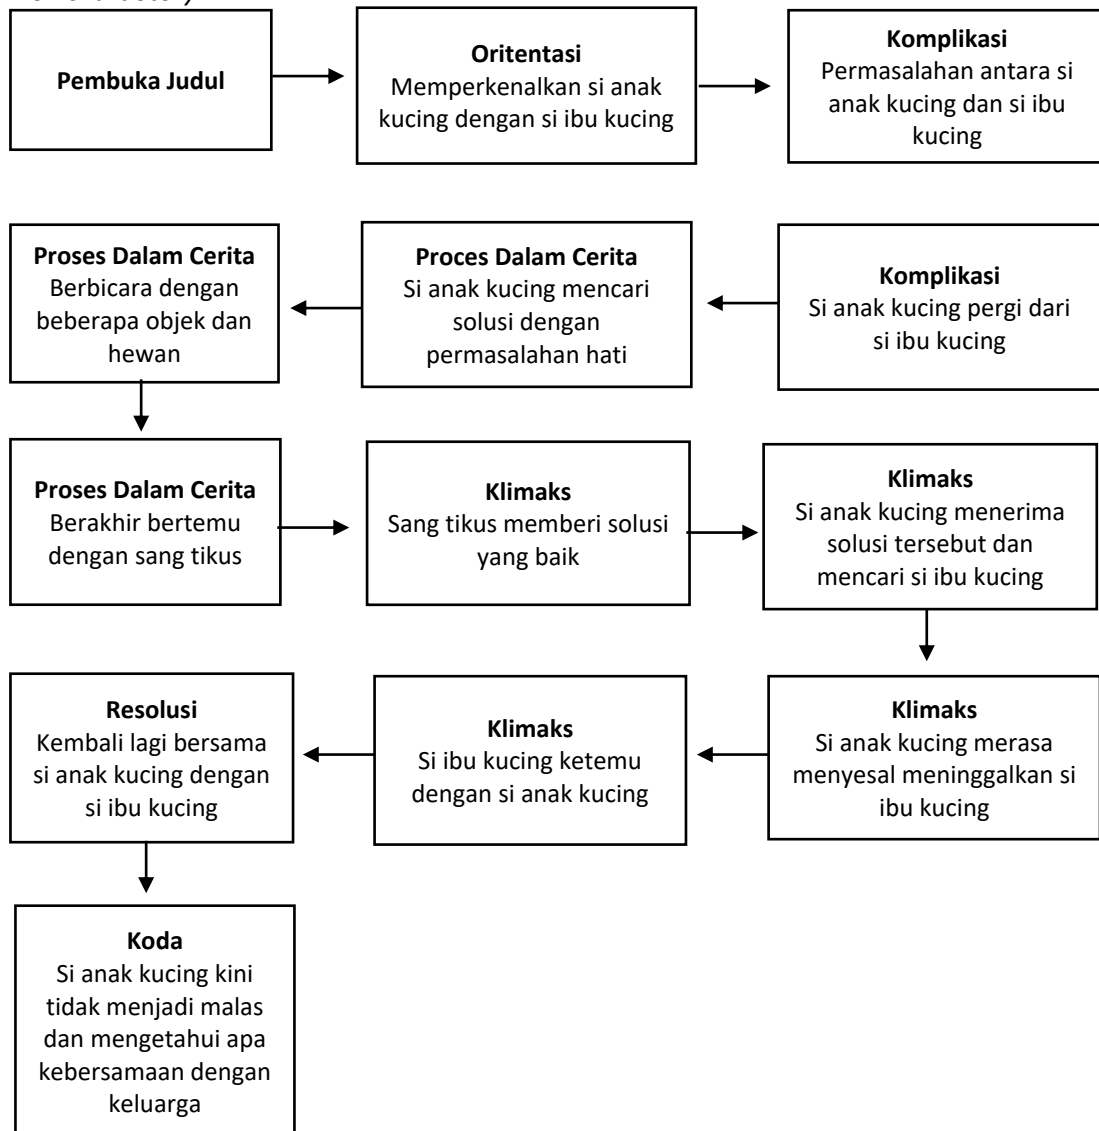 Pembuka Judul
Oritentasi
Memperkenalkan si anak
kucing dengan si ibu kucing
Komplikasi
Permasalahan antara si
anak kucing dan si ibu
kucing
Komplikasi
Si anak kucing pergi dari
si ibu kucing
Proces Dalam Cerita
Si anak kucing mencari
solusi dengan
permasalahan hati
Proses Dalam Cerita
Berbicara dengan
beberapa objek dan
hewan
Proses Dalam Cerita
Berakhir bertemu
dengan sang tikus
Klimaks
Sang tikus memberi solusi
yang baik
Klimaks
Si anak kucing menerima
solusi tersebut dan
mencari si ibu kucing
Klimaks
Si anak kucing merasa
menyesal meninggalkan si
ibu kucing
Klimaks
Si ibu kucing ketemu
dengan si anak kucing
Resolusi
Kembali lagi bersama
si anak kucing dengan
si ibu kucing
Koda
Si anak kucing kini
tidak menjadi malas
dan mengetahui apa
kebersamaan dengan
keluarga